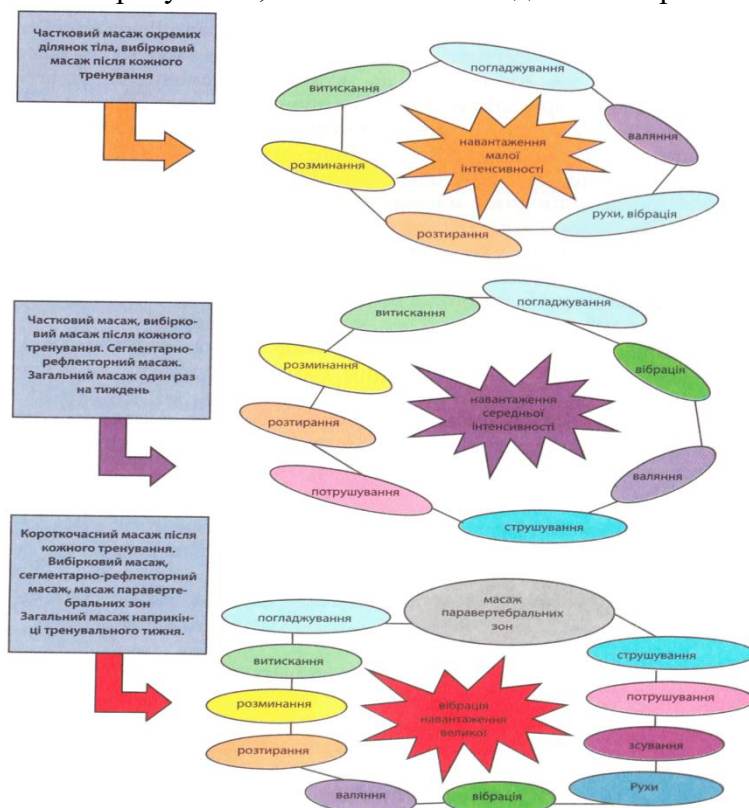 Частковий масаж окремих
ділянок тіла, вибірковий
масаж після кожного
тренування
погладжування
витискання
валяння
навантаження
малої
інтенсивності
розминання
рухи, вібрація
розтирання
Частковий масаж, вибірко-
вий масаж після кожного
тренування. Сегментарно-
рефлекторний масаж.
Загальний масаж один раз
на тиждень
погладжування
витискання
вібрація
розминання
навантаження
середньої
інтенсивності
розтирання
валяння
потрушування
струшування
Короткочасний масаж після
кожного тренування.
Вибірковий масаж,
сегментарно-рефлекторний
масаж, масаж параверте-
бральних зон
Загальний масаж наприкін-
ці тренувального тижня.
масаж
паравертебральних
зон
погладжування
витискання
струшування
розминання
вібрація
навантаження
великої
потрушування
розтирання
зсування
Рухи
валяння
вібрація